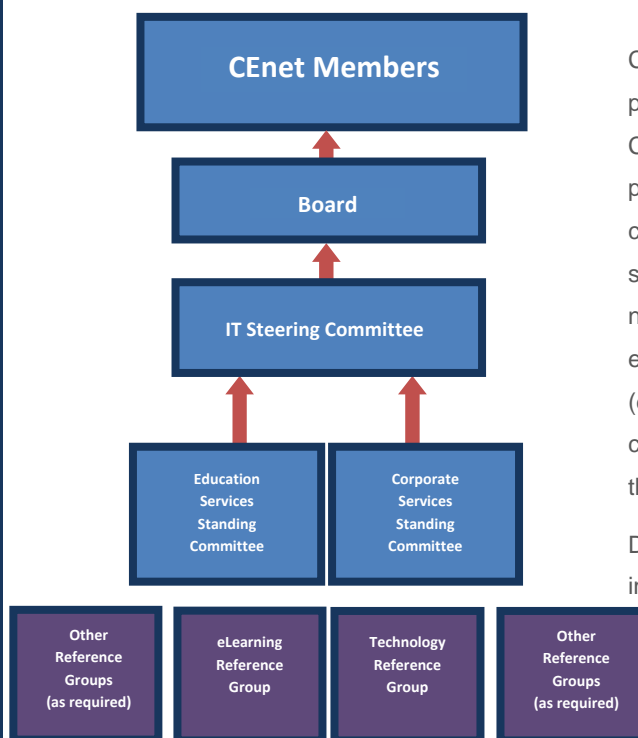 CEnet Members
Board
IT Steering Committee
Education
Services
Standing
Committee
Corporate
Services
Standing
Committee
Other
Reference
Groups
(as required)
eLearning
Reference
Group
Technology
Reference
Group
Other
Reference
Groups
(as required)